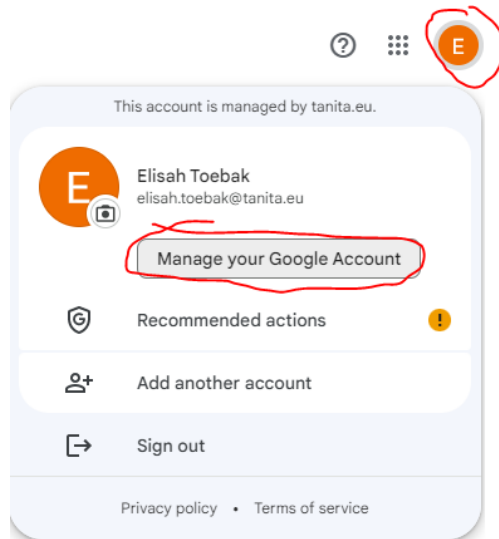 E
This account is managed by tanita.eu.
E
Elisah Toebak
elisah.toebak@tanita.eu
Manage your Google Account
G
Recommended actions
!
Add another account
Sign out
Privacy policy • Terms of service